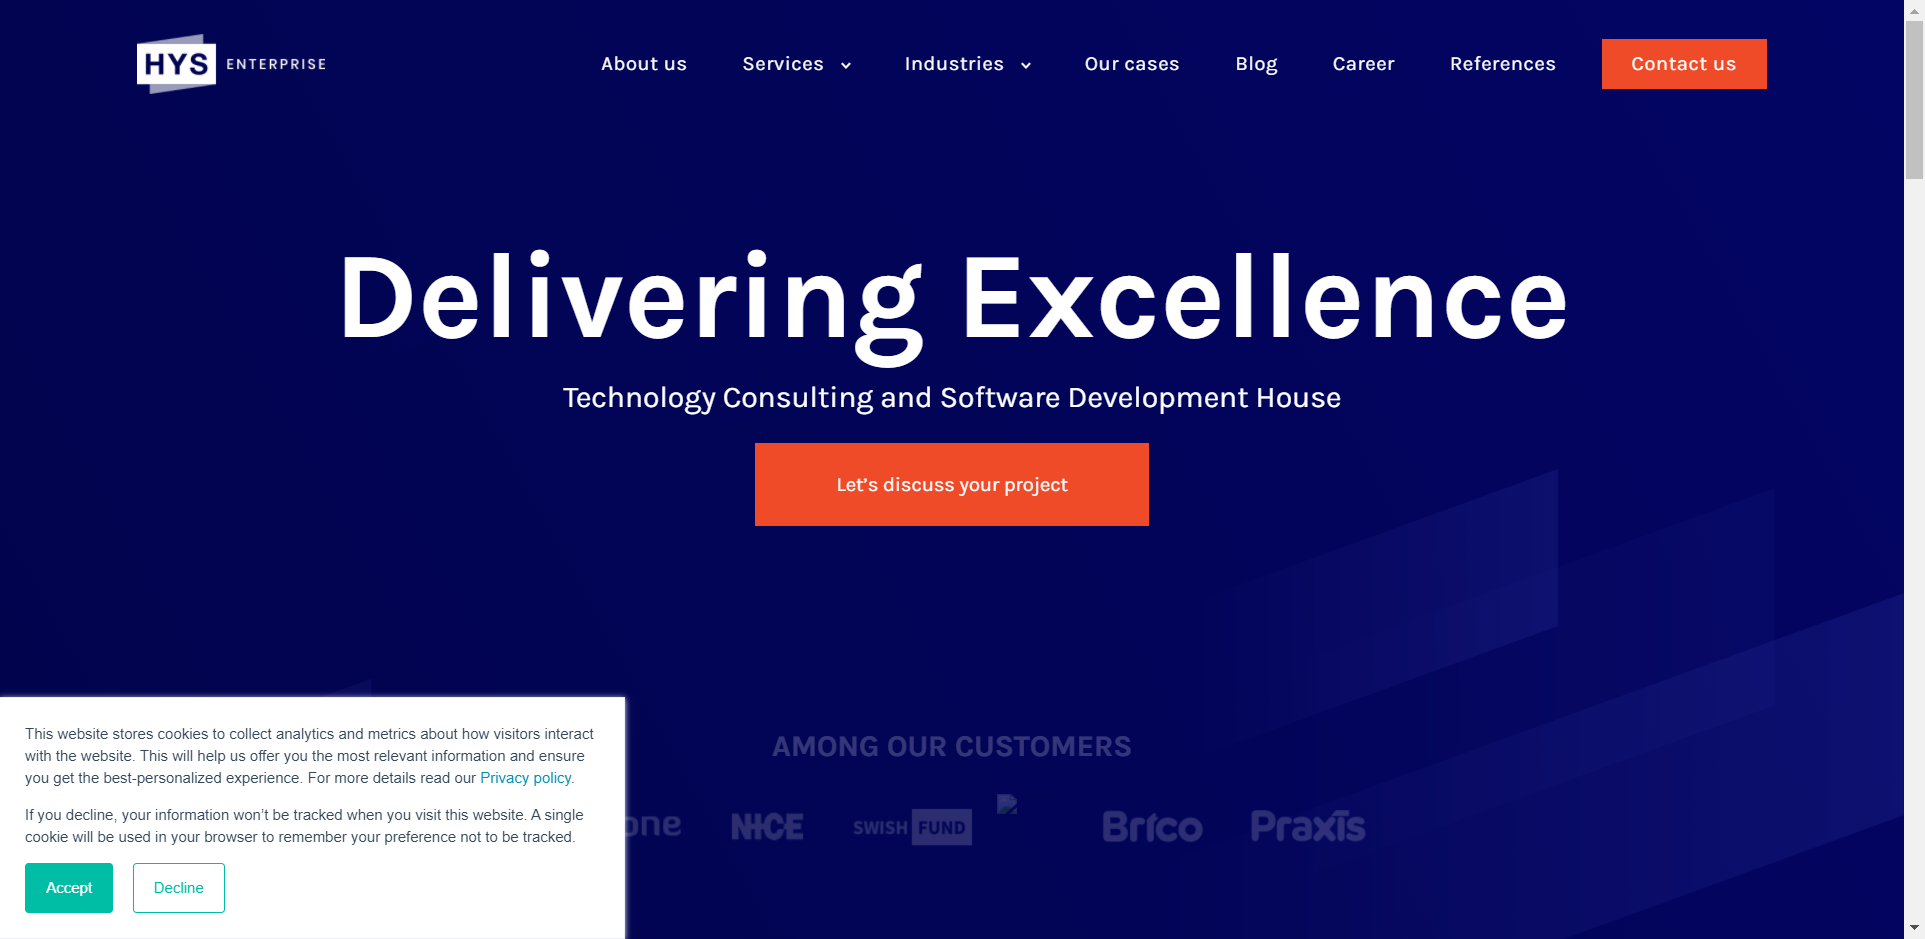 HYS ENTERPRISE
About us
Services
Industries
Our cases
Blog
Career
References
Contact us
Delivering Excellence
Technology Consulting and Software Development House
Let's discuss your project
AMONG OUR CUSTOMERS
NICE
SWISH FUND
Brico
Praxis
This website stores cookies to collect analytics and metrics about how visitors interact
with the website. This will help us offer you the most relevant information and ensure
you get the best-personalized experience. For more details read our Privacy policy.
If you decline, your information won't be tracked when you visit this website. A single
cookie will be used in your browser to remember your preference not to be tracked.
Accept
Decline